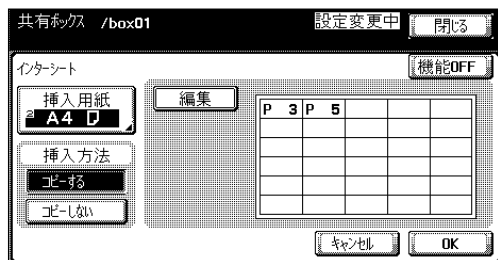 共有ﾎﾞｯｸｽ /box01 設定変更中 閉じる
ｲﾝﾀｰｼｰﾄ 機能OFF
挿入用紙 編集
2 A4
P 3 P 5
挿入方法
ｺﾋﾟｰする
ｺﾋﾟｰしない
ｷｬﾝｾﾙ OK